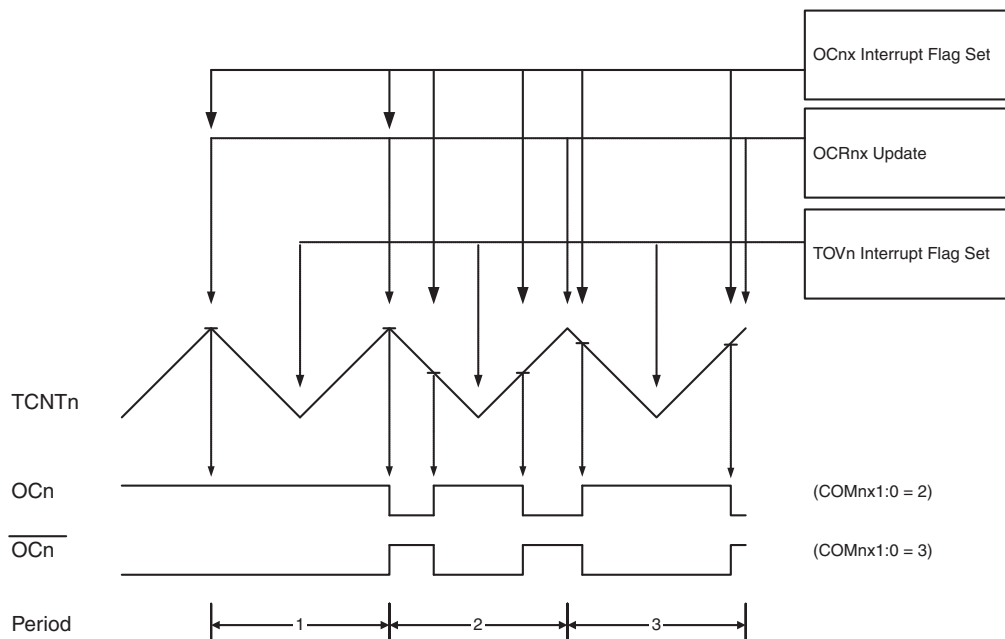 OCnx Interrupt Flag Set
OCRnx Update
TOVn Interrupt Flag Set
TCNTn
OCn
(COMnx1:0 = 2)
OCn
(COMnx1:0 = 3)
Period
1
2
3